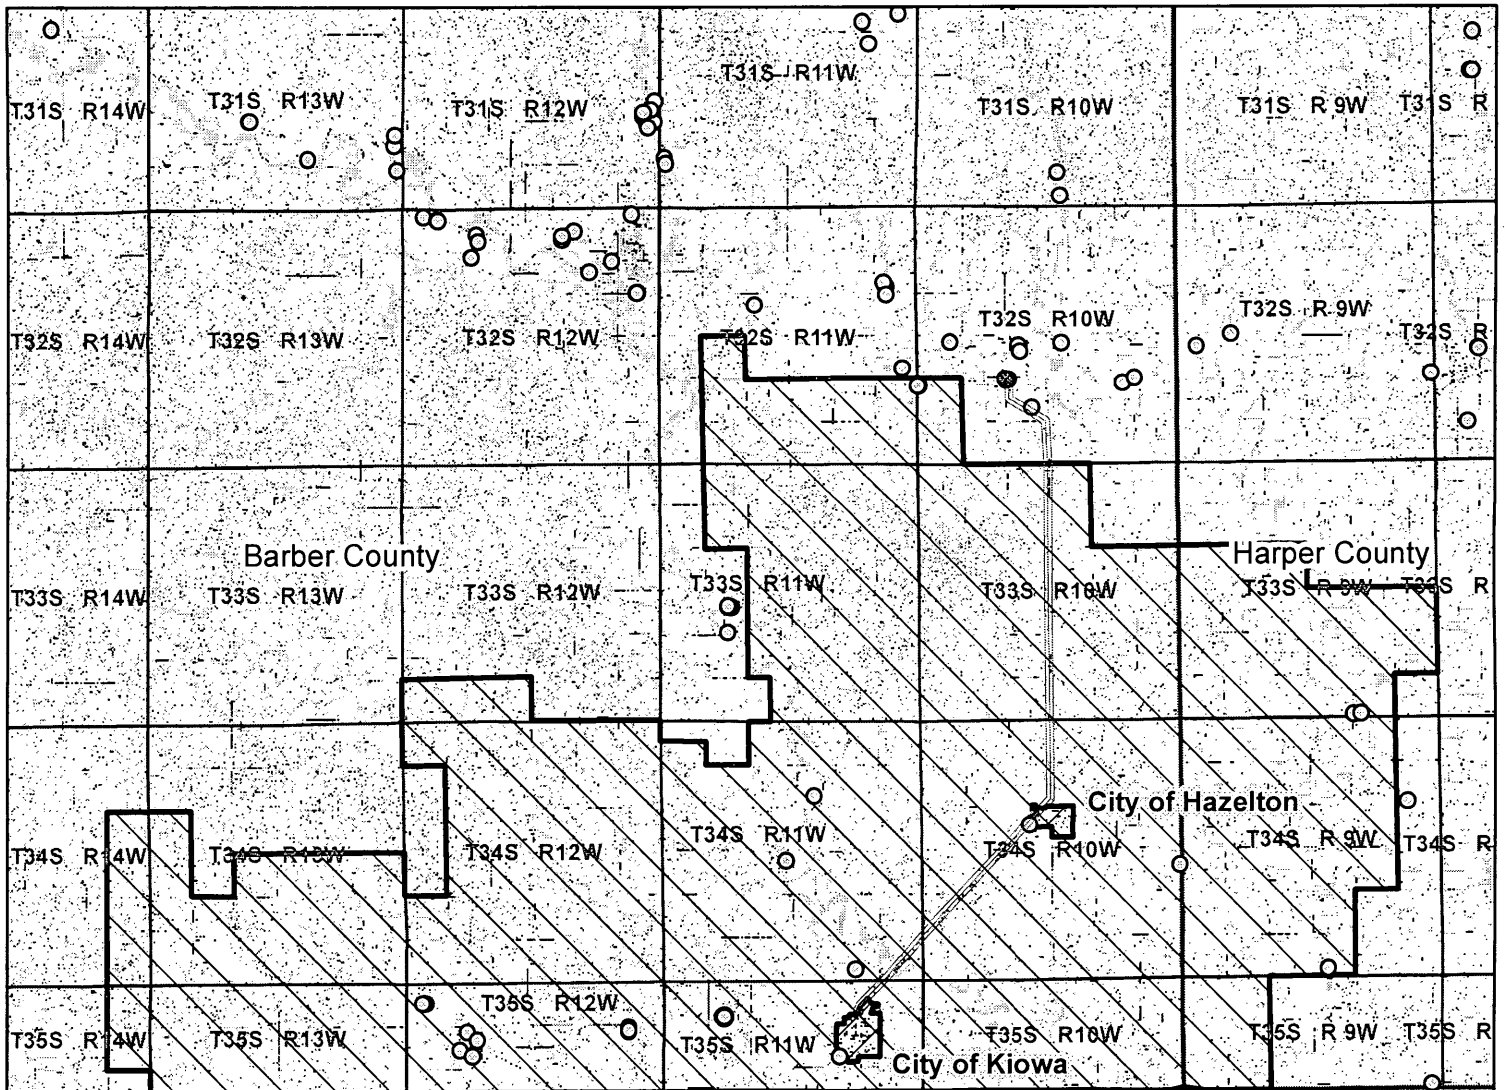 T31S R14W
T31S R13W
T31S R12W
T31S R11W
T31S R10W
T31S R 9W
T31S R
T32S R14W
T32S R13W
T32S R12W
T32S R11W
T32S R10W
T32S R 9W
T32S R
Barber County
Harper County
T33S R14W
T33S R13W
T33S R12W
T33S R11W
T33S R10W
T33S R 9W
T33S R
City of Hazelton
T34S R14W
T34S R13W
T34S R12W
T34S R11W
T34S R10W
T34S R 9W
T34S R
T35S R14W
T35S R13W
T35S R12W
T35S R11W
T35S R10W
T35S R 9W
T35S R
City of Kiowa